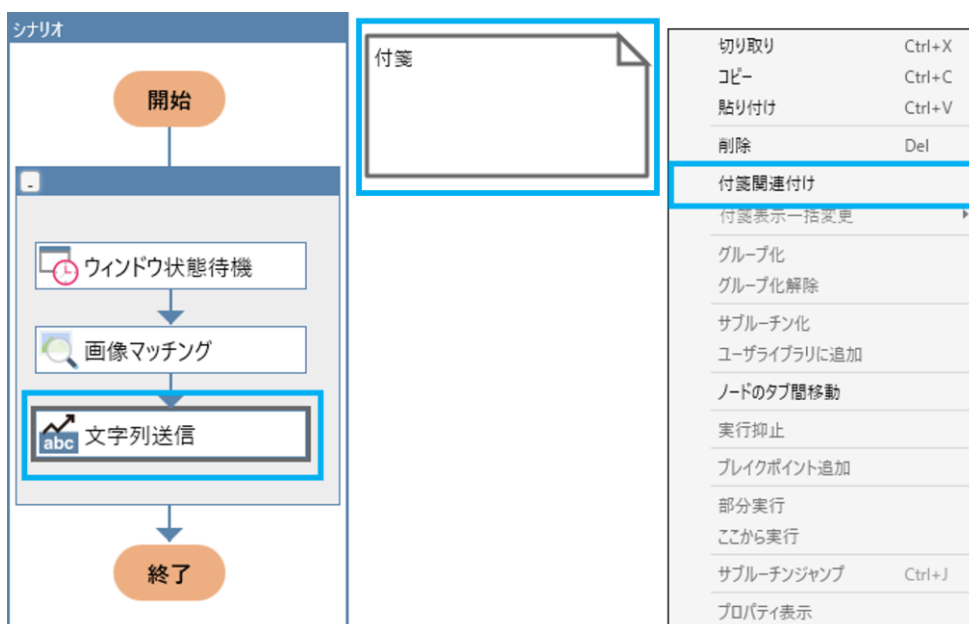 シナリオ
開始
-
ウィンドウ状態待機
画像マッチング
abc 文字列送信
終了
付箋
切り取り Ctrl+X
コピー Ctrl+C
貼り付け Ctrl+V
削除 Del
付箋関連付け
付箋表示一括変更
グループ化
グループ化解除
サブルーチン化
ユーザライブラリに追加
ノードのタブ間移動
実行抑止
ブレイクポイント追加
部分実行
ここから実行
サブルーチンジャンプ Ctrl+J
プロパティ表示